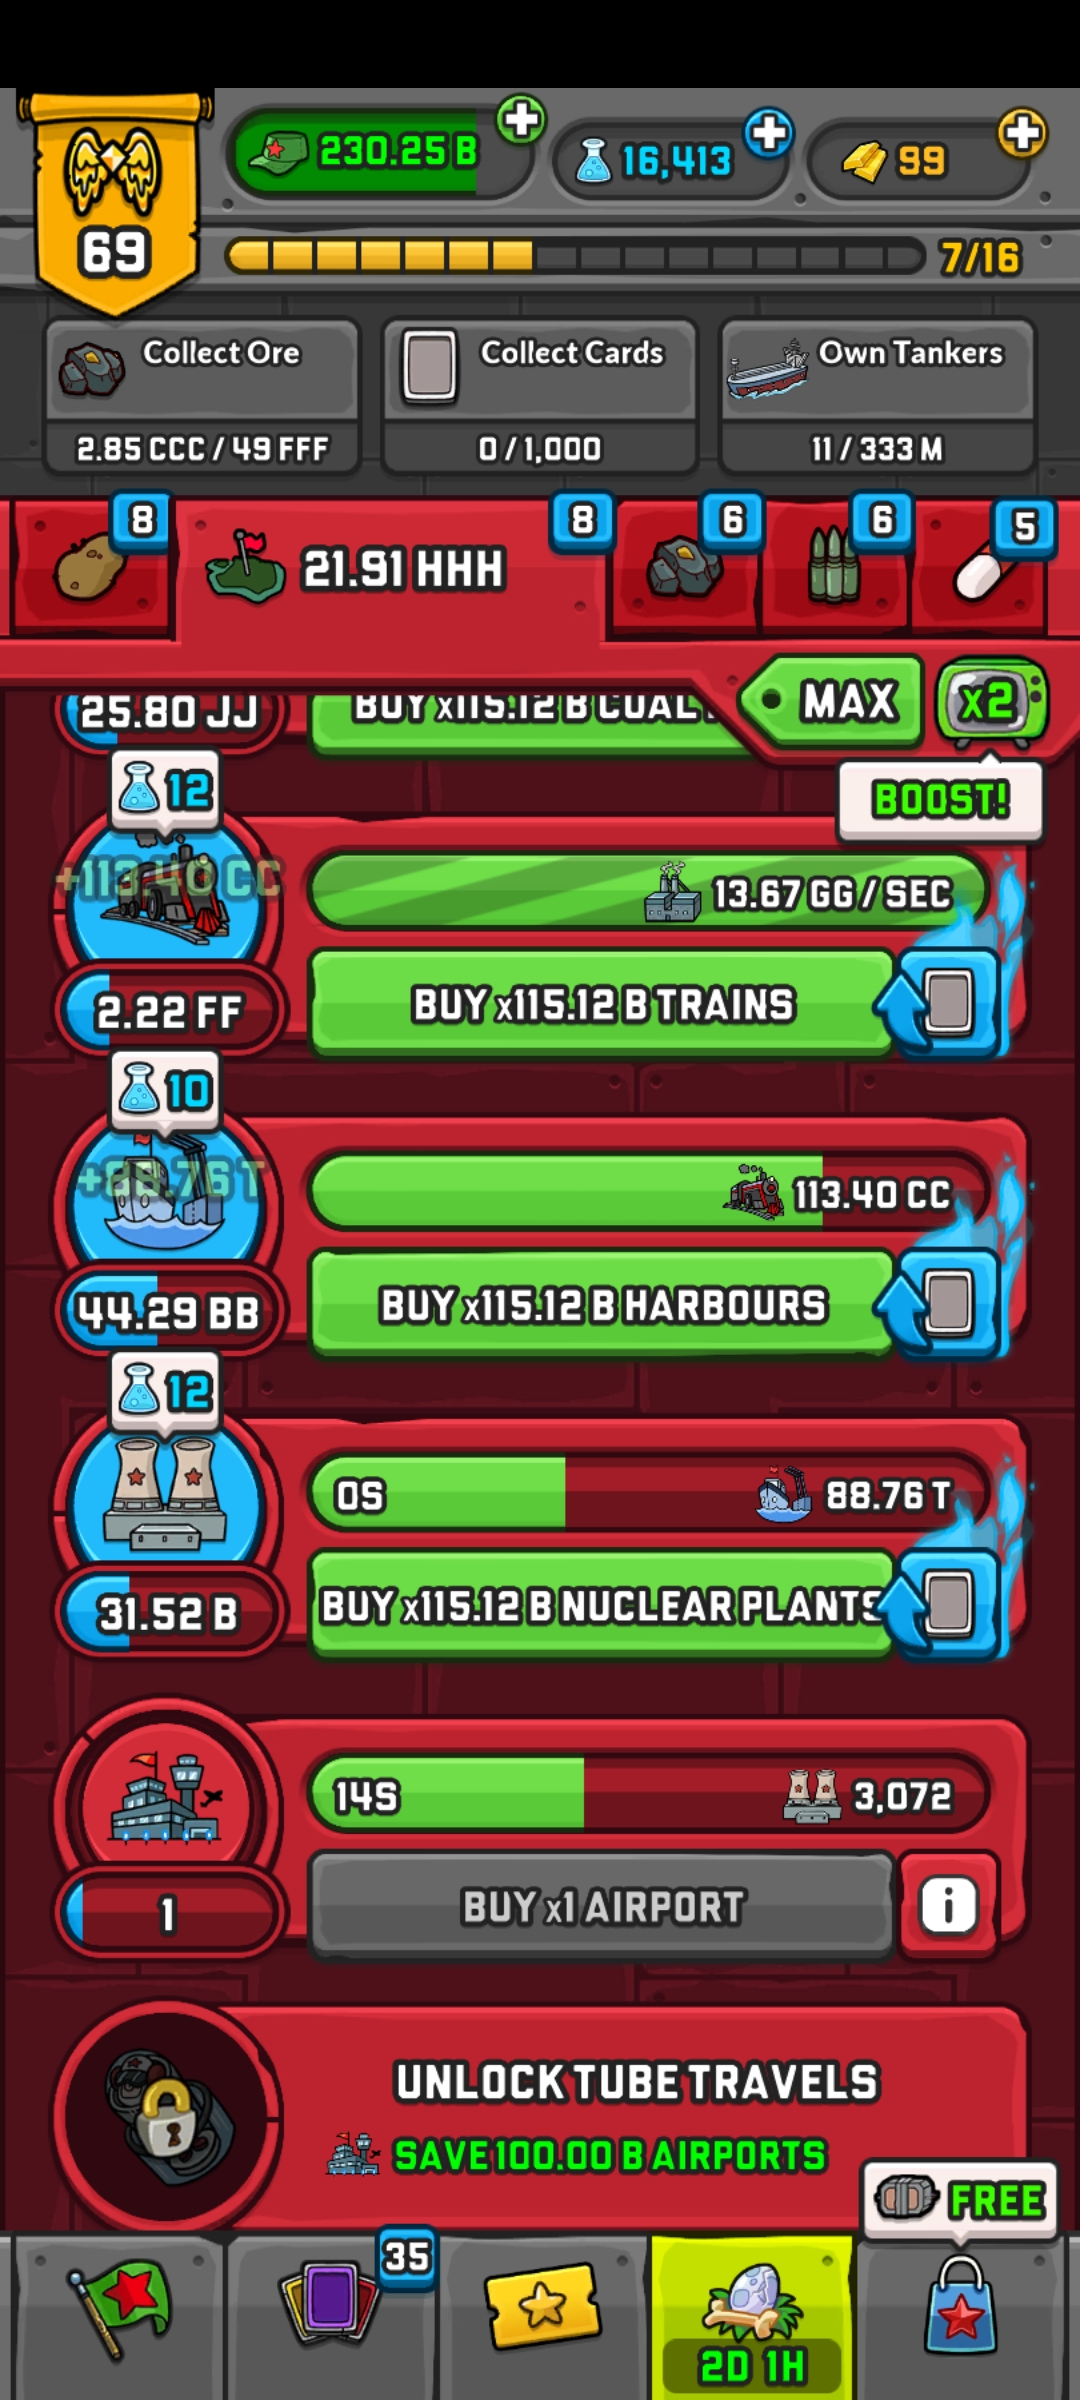 69
230.25 B
16,413
99
7/16
Collect Ore
2.85 CCC / 49 FFF
Collect Cards
0 / 1,000
Own Tankers
11 / 333 M
8
21.91 HHH
8
6
6
5
MAX
x2
BOOST!
25.80 JJ
BUY x115.12 B COAL
12
+113.40 CC
13.67 GG / SEC
2.22 FF
BUY x115.12 B TRAINS
10
+88.76 T
113.40 CC
44.29 BB
BUY x115.12 B HARBOURS
12
0S
88.76 T
31.52 B
BUY x115.12 B NUCLEAR PLANTS
14S
3,072
1
BUY x1 AIRPORT
i
UNLOCK TUBE TRAVELS
SAVE 100.00 B AIRPORTS
FREE
35
2D 1H